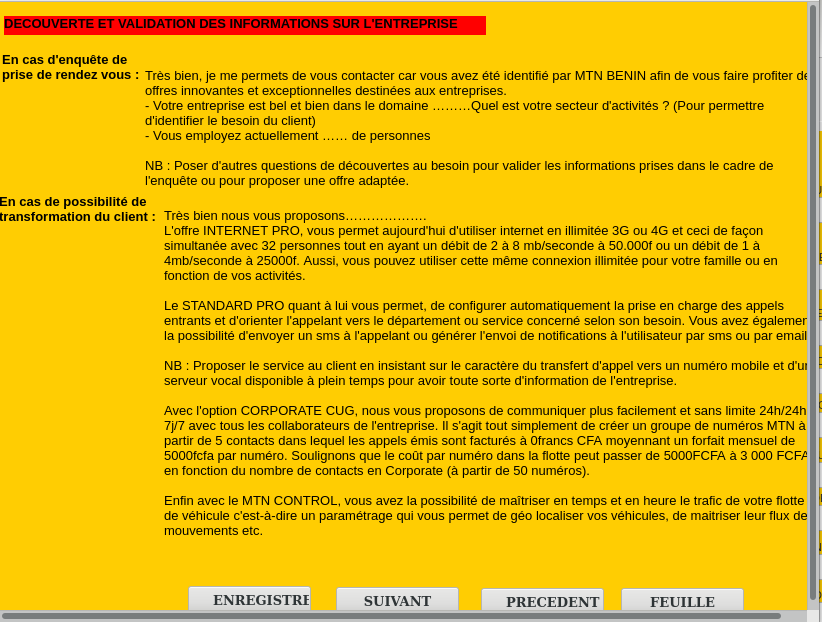 DECOUVERTE ET VALIDATION DES INFORMATIONS SUR L'ENTREPRISE
En cas d'enquête de
prise de rendez vous :
Très bien, je me permets de vous contacter car vous avez été identifié par MTN BENIN afin de vous faire profiter de
offres innovantes et exceptionnelles destinées aux entreprises.
- Votre entreprise est bel et bien dans le domaine ………Quel est votre secteur d'activités ? (Pour permettre
d'identifier le besoin du client)
- Vous employez actuellement …… de personnes
NB : Poser d'autres questions de découvertes au besoin pour valider les informations prises dans le cadre de
l'enquête ou pour proposer une offre adaptée.
En cas de possibilité de
transformation du client :
Très bien nous vous proposons……………….
L'offre INTERNET PRO, vous permet aujourd'hui d'utiliser internet en illimitée 3G ou 4G et ceci de façon
simultanée avec 32 personnes tout en ayant un débit de 2 à 8 mb/seconde à 50.000f ou un débit de 1 à
4mb/seconde à 25000f. Aussi, vous pouvez utiliser cette même connexion illimitée pour votre famille ou en
fonction de vos activités.
Le STANDARD PRO quant à lui vous permet, de configurer automatiquement la prise en charge des appels
entrants et d'orienter l'appelant vers le département ou service concerné selon son besoin. Vous avez égalemen
la possibilité d'envoyer un sms à l'appelant ou générer l'envoi de notifications à l'utilisateur par sms ou par email
NB : Proposer le service au client en insistant sur le caractère du transfert d'appel vers un numéro mobile et d'un
serveur vocal disponible à plein temps pour avoir toute sorte d'information de l'entreprise.
Avec l'option CORPORATE CUG, nous vous proposons de communiquer plus facilement et sans limite 24h/24h
7j/7 avec tous les collaborateurs de l'entreprise. Il s'agit tout simplement de créer un groupe de numéros MTN à
partir de 5 contacts dans lequel les appels émis sont facturés à 0francs CFA moyennant un forfait mensuel de
5000fcfa par numéro. Soulignons que le coût par numéro dans la flotte peut passer de 5000FCFA à 3 000 FCFA
en fonction du nombre de contacts en Corporate (à partir de 50 numéros).
Enfin avec le MTN CONTROL, vous avez la possibilité de maîtriser en temps et en heure le trafic de votre flotte
de véhicule c'est-à-dire un paramétrage qui vous permet de géo localiser vos véhicules, de maitriser leur flux de
mouvements etc.
ENREGISTRE SUIVANT PRECEDENT FEUILLE